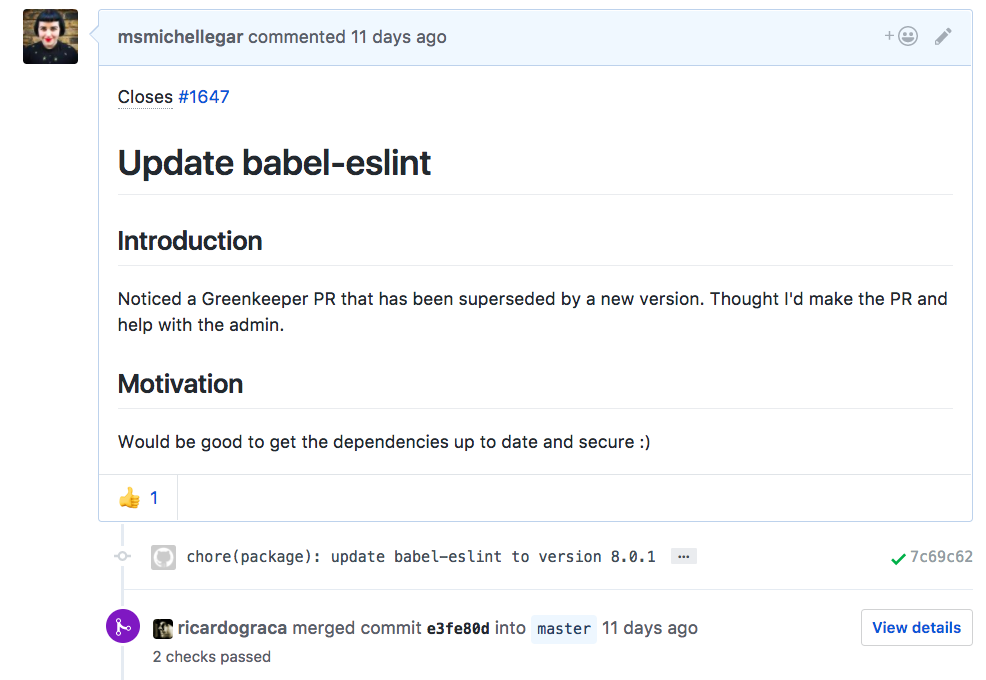 msmichellegar commented 11 days ago
Closes #1647
Update babel-eslint
Introduction
Noticed a Greenkeeper PR that has been superseded by a new version. Thought I'd make the PR and
help with the admin.
Motivation
Would be good to get the dependencies up to date and secure :)
👍 1
chore(package): update babel-eslint to version 8.0.1 … 7c69c62
ricardograca merged commit e3fe80d into master 11 days ago View details
2 checks passed